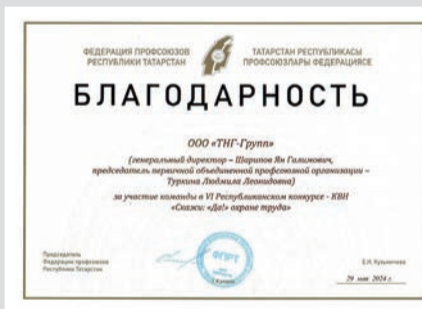 ФЕДЕРАЦИЯ ПРОФСОЮЗОВ
РЕСПУБЛИКИ ТАТАРСТАН
ТАТАРСТАН РЕСПУБЛИКАСЫ
ПРОФСОЮЗЛАРЫ ФЕДЕРАЦИЯСЕ
БЛАГОДАРНОСТЬ
ООО «ТНГ-Групп»
(генеральный директор – Шарипов Ян Галимович,
председатель первичной объединенной профсоюзной организации –
Туркина Людмила Леонидовна)
за участие команды в VI Республиканском конкурсе - КВН
«Скажи: «Да!» охране труда»
Председатель
Федерации профсоюзов
Республики Татарстан
ФПРТ
г.Казань
Е.И. Кузьмичева
29 мая 2024 г.